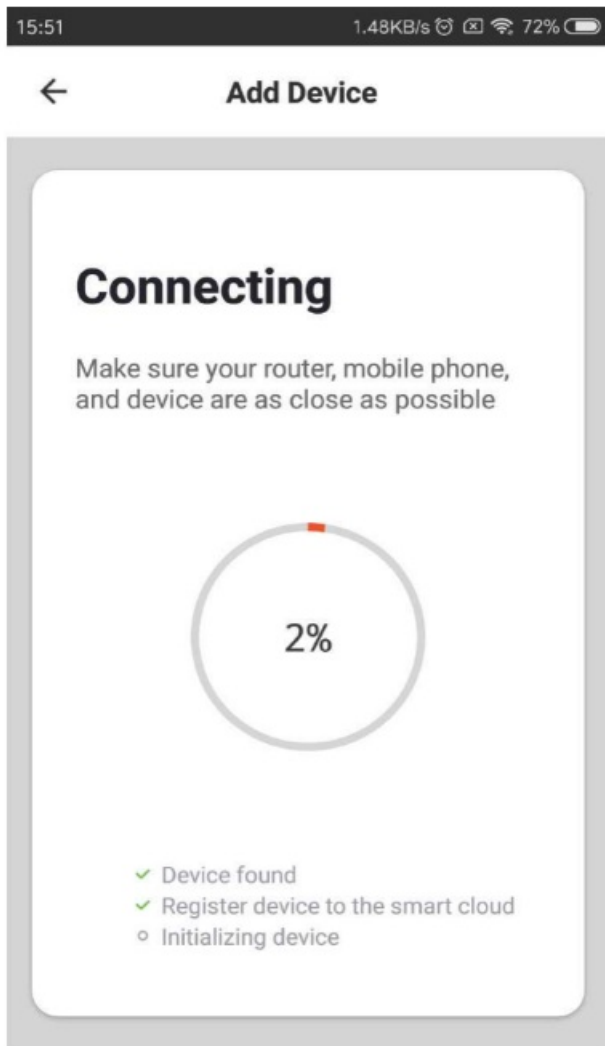 15:51 1.48KB/s 72%
Add Device
Connecting
Make sure your router, mobile phone,
and device are as close as possible
2%
Device found
Register device to the smart cloud
Initializing device